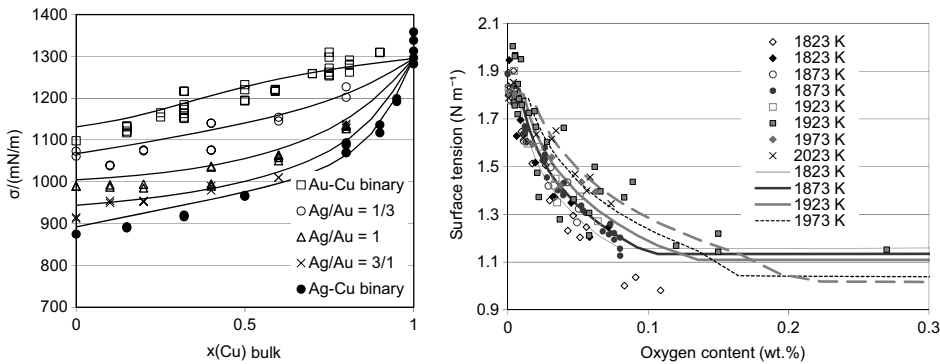 1400
1300
1200
1100
1000
900
800
700
σ/(mN/m)
0
0.5
1
x(Cu) bulk
Au-Cu binary
Ag/Au = 1/3
Ag/Au = 1
Ag/Au = 3/1
Ag-Cu binary
2.1
1.9
1.7
1.5
1.3
1.1
0.9
Surface tension (N m⁻¹)
0
0.1
0.2
0.3
Oxygen content (wt.%)
1823 K
1823 K
1873 K
1873 K
1923 K
1923 K
1973 K
2023 K
1823 K
1873 K
1923 K
1973 K